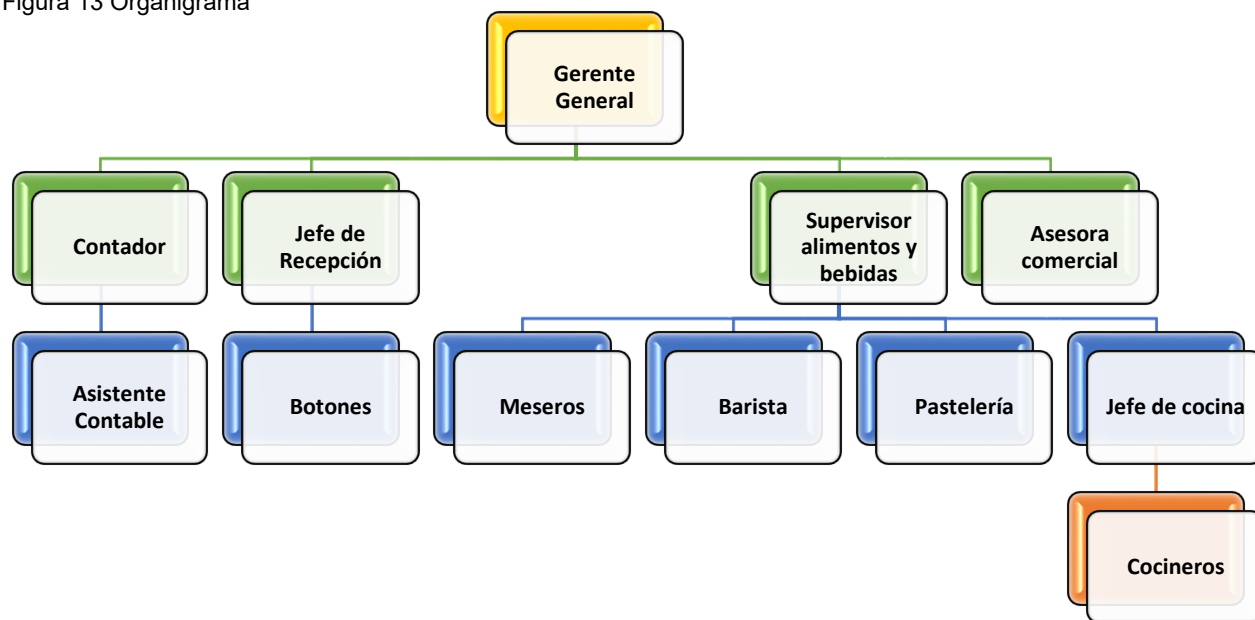 Figura 13 Organigrama
Gerente
General
Contador
Jefe de
Recepción
Supervisor
alimentos y
bebidas
Asesora
comercial
Asistente
Contable
Botones
Meseros
Barista
Pastelería
Jefe de cocina
Cocineros